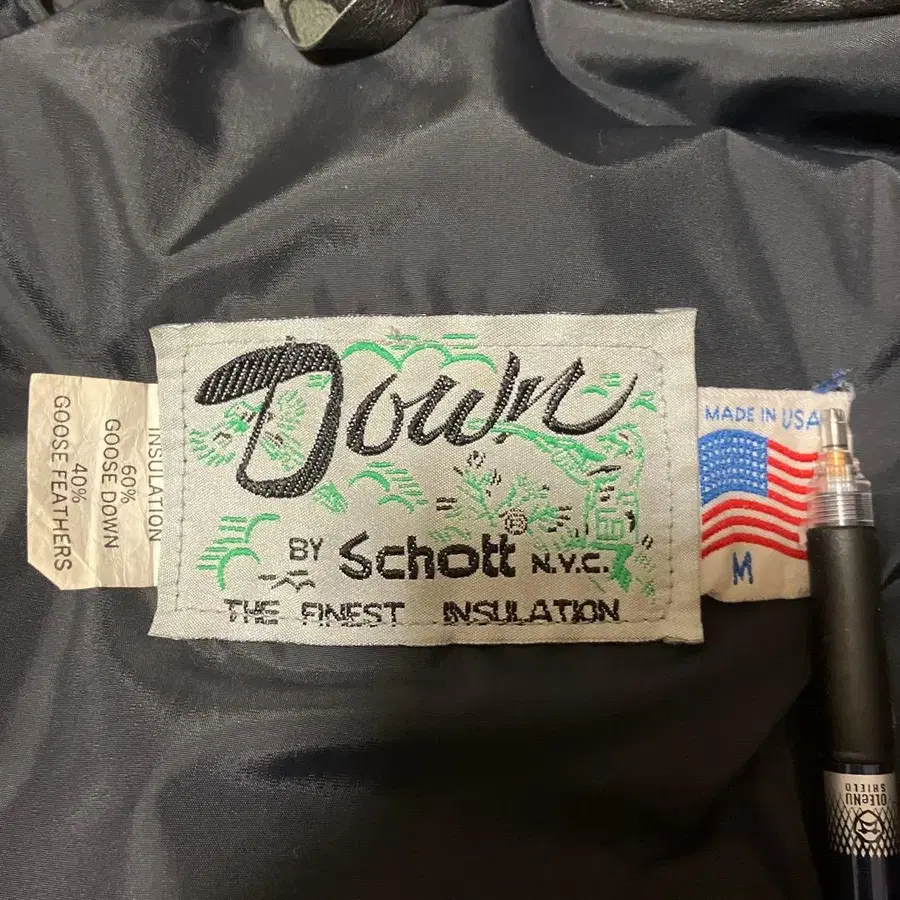 Down
BY Schott N.Y.C.
®
THE FINEST INSULATION
INSULATION
60%
GOOSE DOWN
40%
GOOSE FEATHERS
MADE IN USA
M
OLEeNU
SHIELD